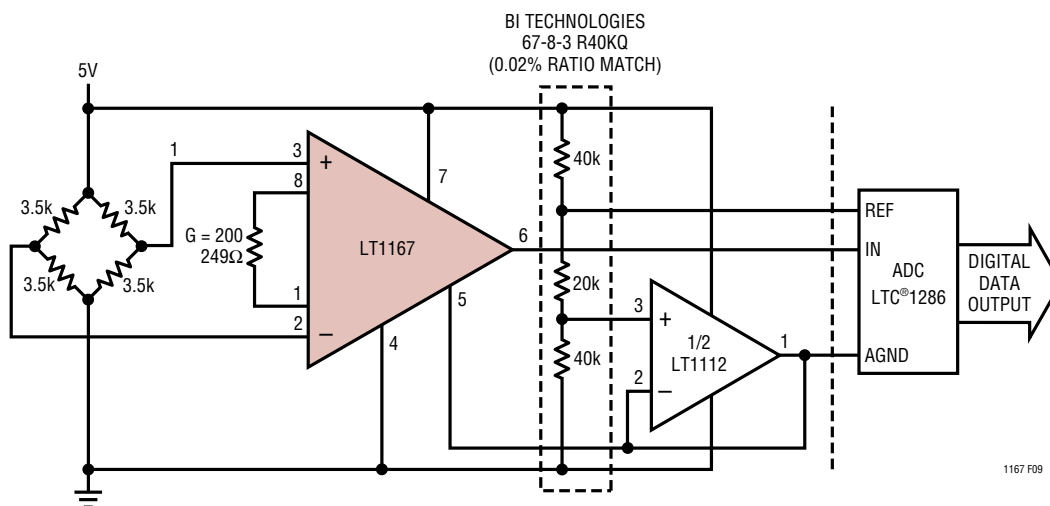 BI TECHNOLOGIES
67-8-3 R40KQ
(0.02% RATIO MATCH)
5V
1
3
+
8
7
40k
3.5k
3.5k
G = 200
249Ω
LT1167
6
REF
IN
ADC
LTC®1286
DIGITAL
DATA
OUTPUT
3.5k
3.5k
1
2
–
5
4
20k
3
+
1/2
LT1112
1
AGND
40k
2
–
1167 F09